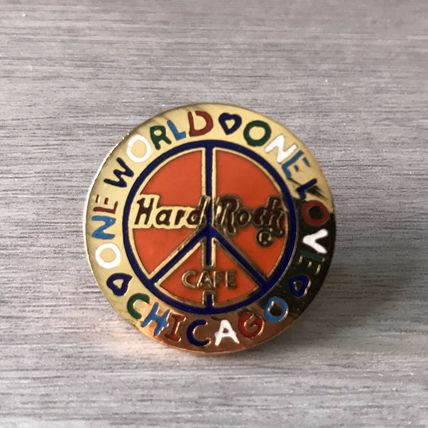 ONE WORLD ♥ ONE LOVE ♥
Hard Rock ®
CAFE
CHICAGO ♥